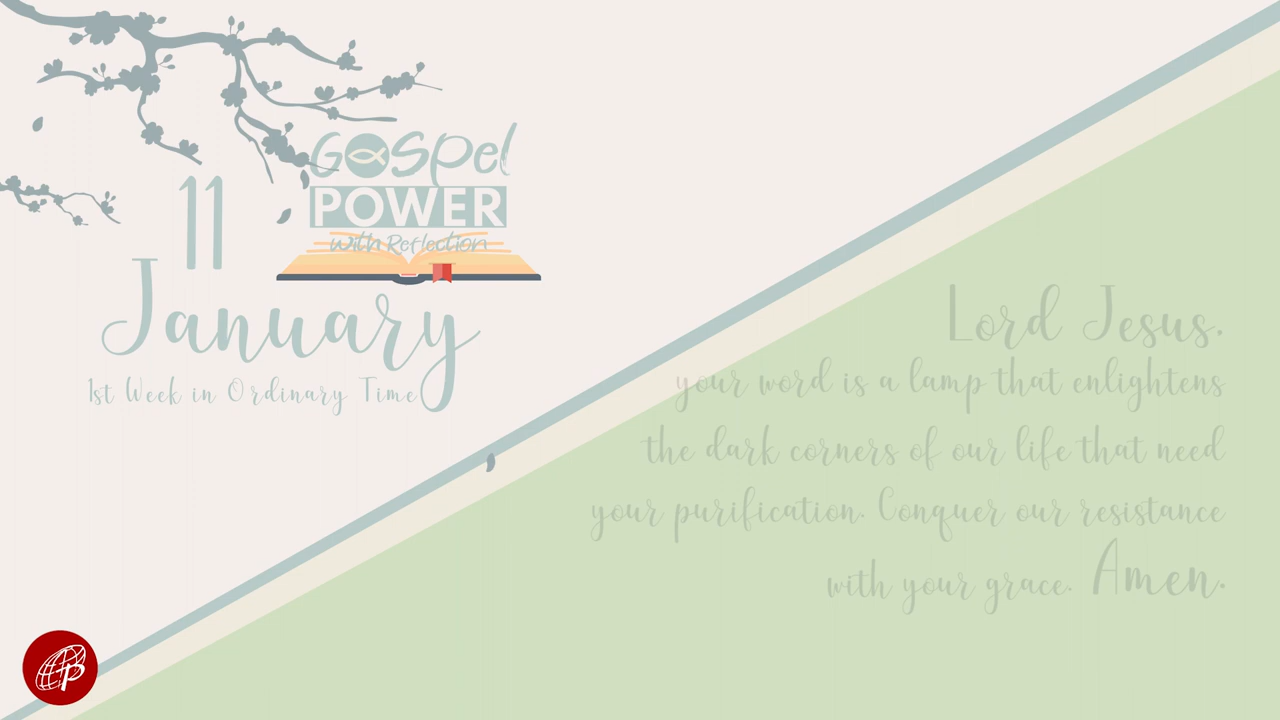 GOSPel
POWER
with Reflection
11
January
1st Week in Ordinary Time
Lord Jesus,
your word is a lamp that enlightens
the dark corners of our life that need
your purification. Conquer our resistance
with your grace. Amen.